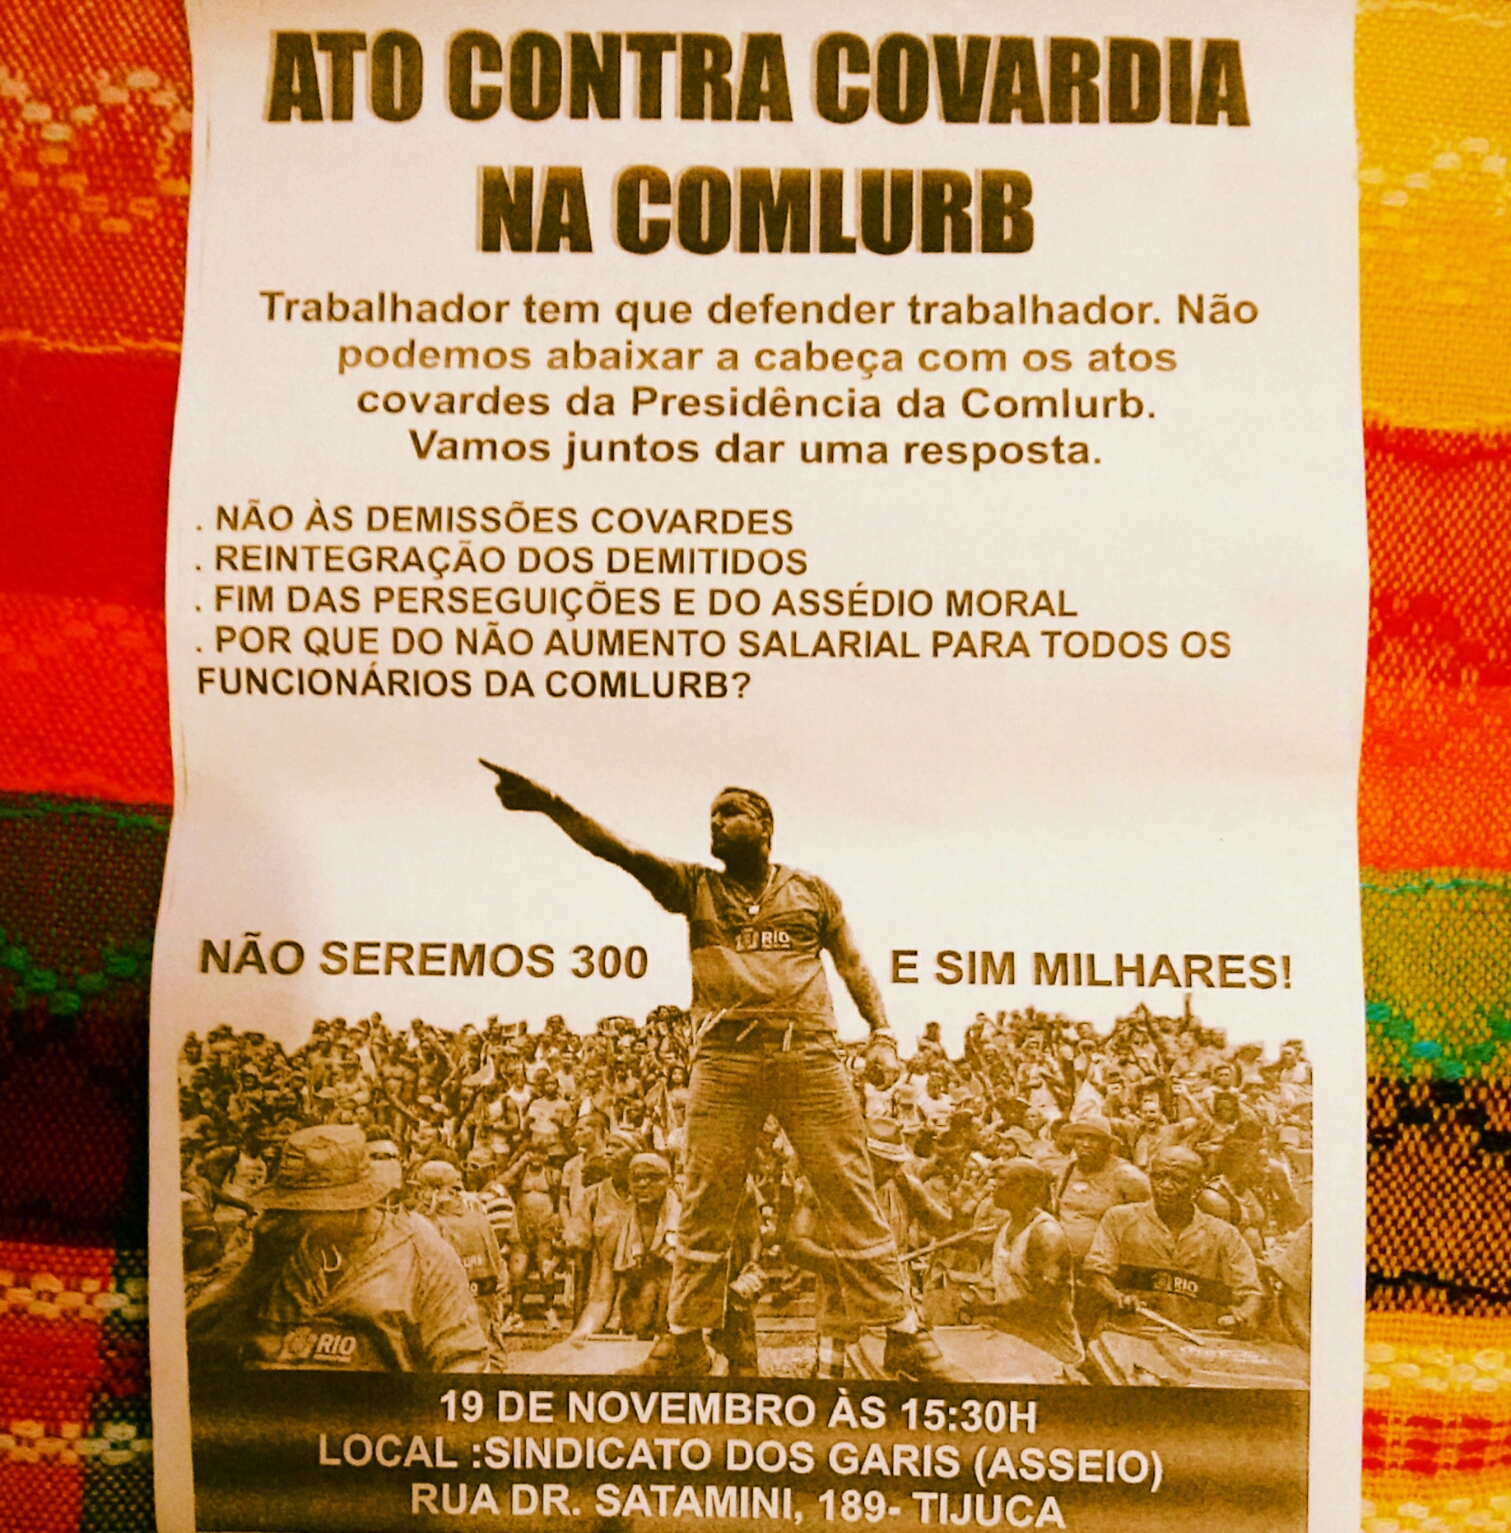 ATO CONTRA COVARDIA
NA COMLURB
Trabalhador tem que defender trabalhador. Não
podemos abaixar a cabeça com os atos
covardes da Presidência da Comlurb.
Vamos juntos dar uma resposta.
. NÃO ÀS DEMISSÕES COVARDES
. REINTEGRAÇÃO DOS DEMITIDOS
. FIM DAS PERSEGUIÇÕES E DO ASSÉDIO MORAL
. POR QUE DO NÃO AUMENTO SALARIAL PARA TODOS OS
FUNCIONÁRIOS DA COMLURB?
RIO
NÃO SEREMOS 300 E SIM MILHARES!
RIO
RIO
19 DE NOVEMBRO ÀS 15:30H
LOCAL :SINDICATO DOS GARIS (ASSEIO)
RUA DR. SATAMINI, 189- TIJUCA